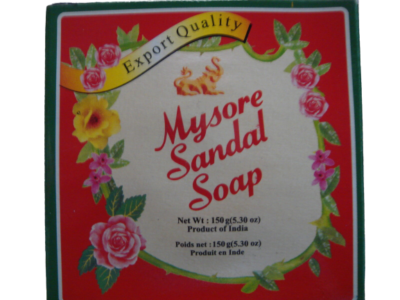 Export Quality
Mysore
Sandal
Soap
Net Wt : 150 g(5.30 oz)
Product of India
Poids net : 150 g(5.30 oz)
Produit en Inde